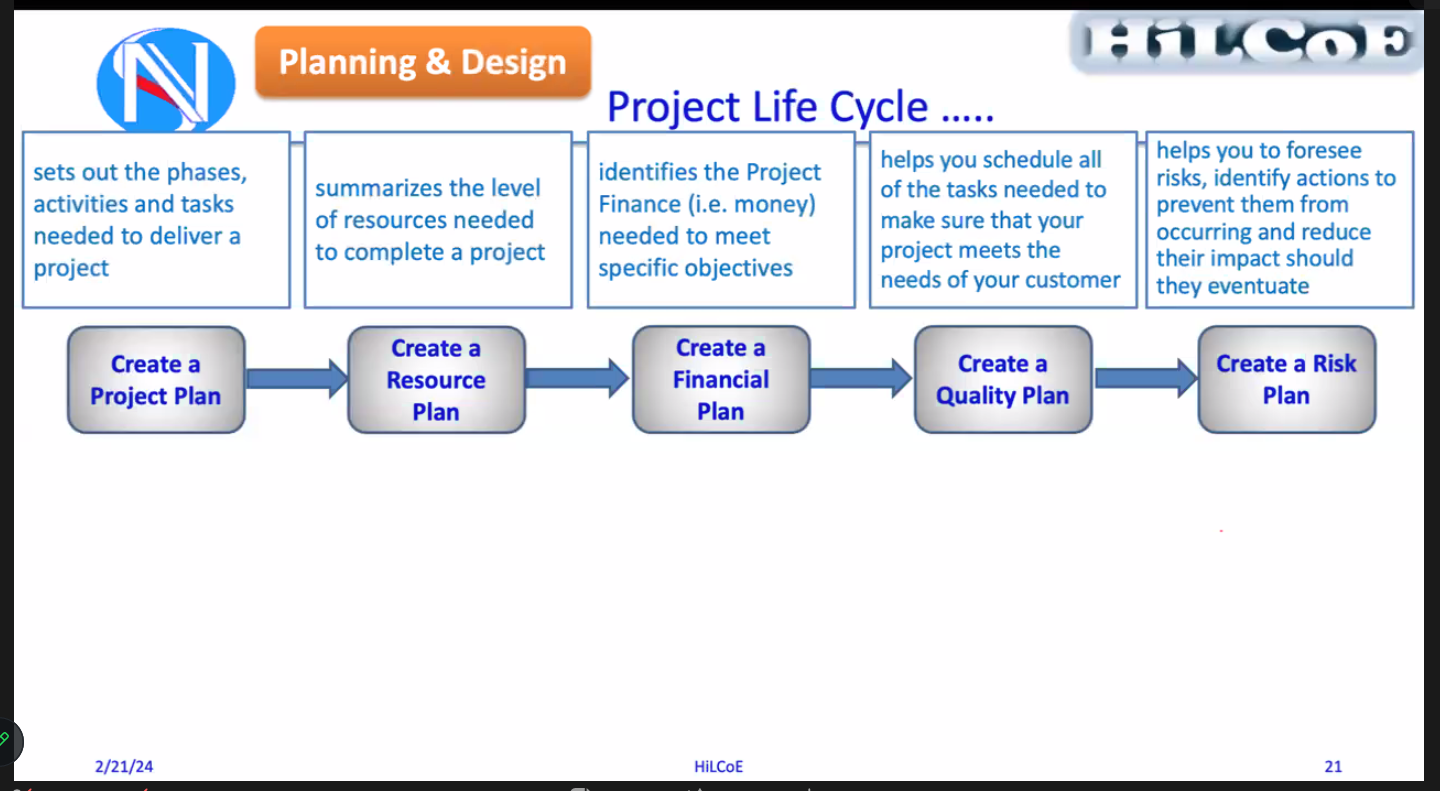 Planning & Design
HiLCoE
Project Life Cycle .....
sets out the phases,
activities and tasks
needed to deliver a
project
summarizes the level
of resources needed
to complete a project
identifies the Project
Finance (i.e. money)
needed to meet
specific objectives
helps you schedule all
of the tasks needed to
make sure that your
project meets the
needs of your customer
helps you to foresee
risks, identify actions to
prevent them from
occurring and reduce
their impact should
they eventuate
Create a
Project Plan
Create a
Resource
Plan
Create a
Financial
Plan
Create a
Quality Plan
Create a Risk
Plan
2/21/24
HiLCoE
21